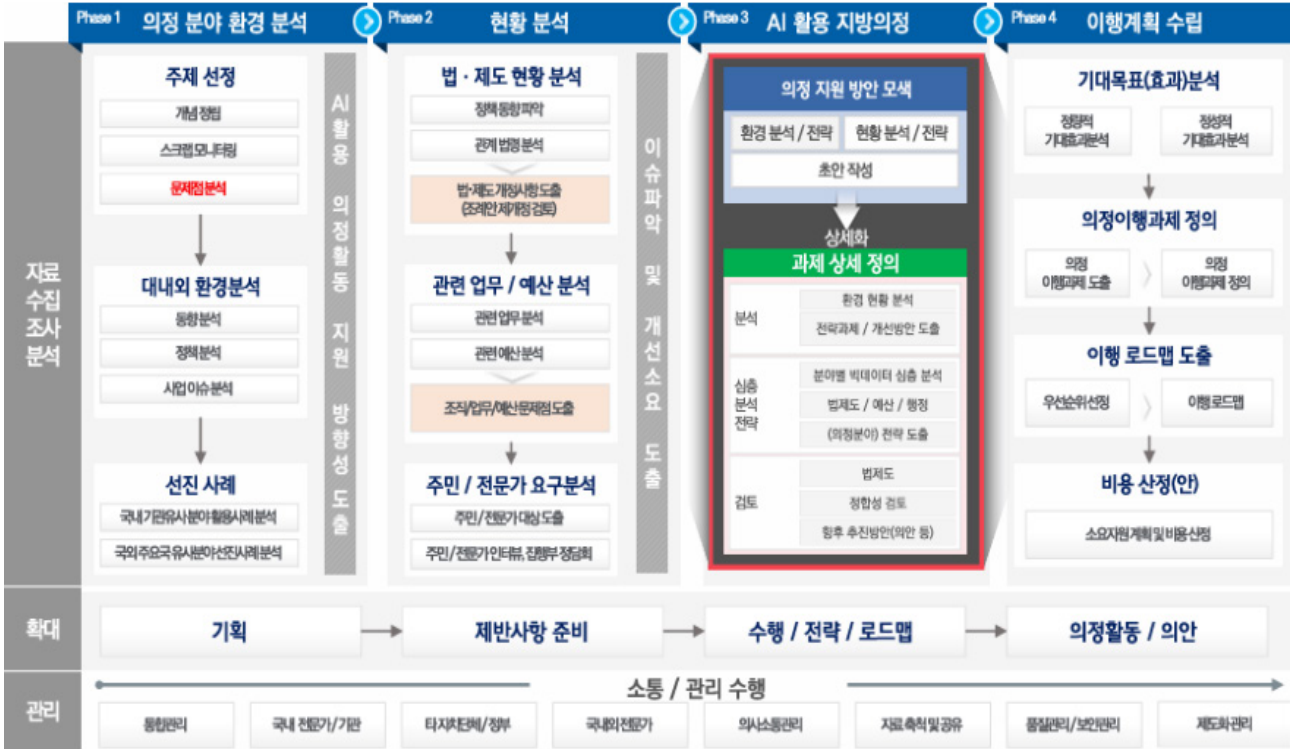 Phase 1 의정 분야 환경 분석
Phase 2 현황 분석
Phase 3 AI 활용 지방의정
Phase 4 이행계획 수립
자료
수집
조사
분석
주제 선정
개념 정립
스크랩 모니터링
문제점 분석
대내외 환경분석
동향 분석
정책 분석
사업 이슈 분석
선진 사례
국내 기관 유사 분야 활용사례 분석
국외 주요국 유사분야 선진사례 분석
AI 활용 의정활동 지원 방향성 도출
법·제도 현황 분석
정책 동향 파악
관계 법령 분석
법·제도 개정사항 도출
(조례안 제개정 검토)
관련 업무 / 예산 분석
관련 업무 분석
관련 예산 분석
조직/업무/예산 문제점 도출
주민 / 전문가 요구분석
주민 / 전문가 대상 도출
주민 / 전문가 인터뷰, 집행부 정담회
이슈파악 및 개선소요 도출
의정 지원 방안 모색
환경 분석 / 전략
현황 분석 / 전략
초안 작성
상세화
과제 상세 정의
분석
환경 현황 분석
전략과제 / 개선방안 도출
심층
분석
전략
분야별 빅데이터 심층 분석
법제도 / 예산 / 행정
(의정분야) 전략 도출
검토
법제도
정합성 검토
향후 추진방안(의안 등)
기대목표(효과)분석
정량적
기대효과분석
정성적
기대효과분석
의정이행과제 정의
의정
이행과제 도출
의정
이행과제 정의
이행 로드맵 도출
우선순위 선정
이행 로드맵
비용 산정(안)
소요자원 계획 및 비용 산정
확대
기획
제반사항 준비
수행 / 전략 / 로드맵
의정활동 / 의안
관리
소통 / 관리 수행
통합관리
국내 전문가 / 기관
타 지자단체 / 정부
국내외 전문가
의사소통 관리
자료 축척 및 공유
품질관리 / 보안관리
제도화 관리